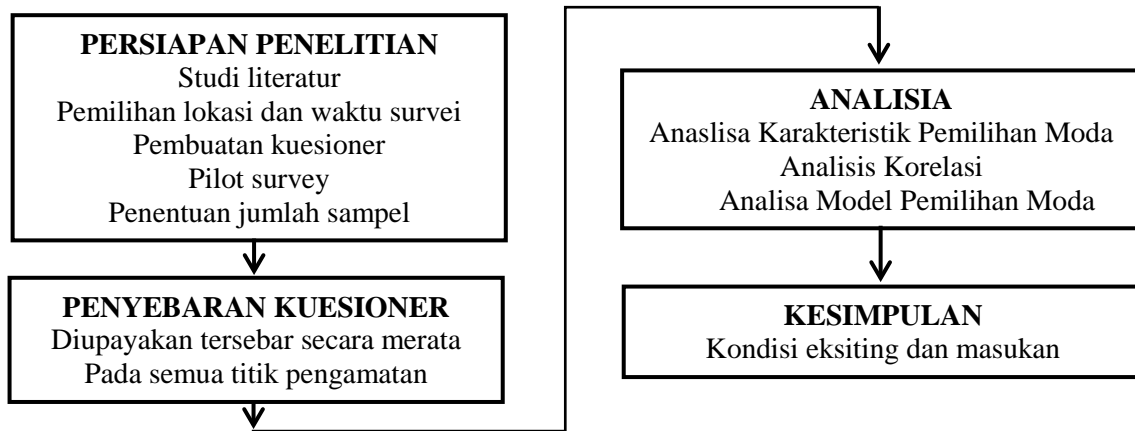 PERSIAPAN PENELITIAN
Studi literatur
Pemilihan lokasi dan waktu survei
Pembuatan kuesioner
Pilot survey
Penentuan jumlah sampel
PENYEBARAN KUESIONER
Diupayakan tersebar secara merata
Pada semua titik pengamatan
ANALISIA
Anaslisa Karakteristik Pemilihan Moda
Analisis Korelasi
Analisa Model Pemilihan Moda
KESIMPULAN
Kondisi eksiting dan masukan